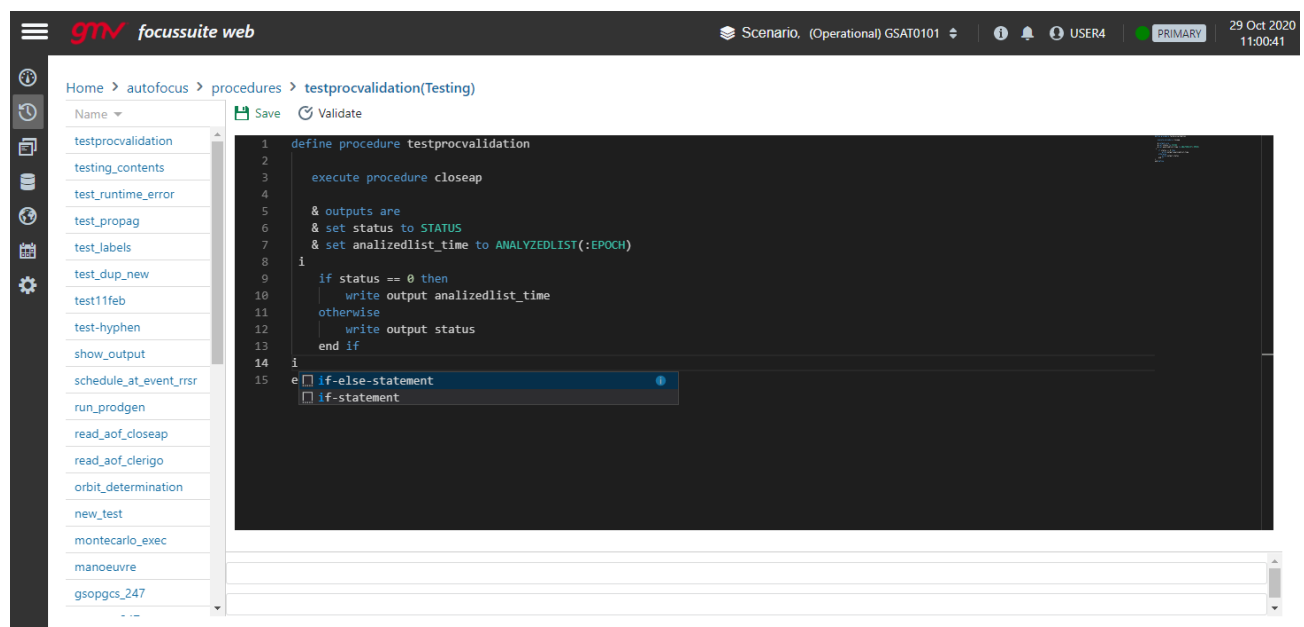 gmv focussuite web
Scenario, (Operational) GSAT0101
USER4
PRIMARY
29 Oct 2020
11:00:41
Home > autofocus > procedures > testprocvalidation(Testing)
Name
Save
Validate
testprocvalidation
testing_contents
test_runtime_error
test_propag
test_labels
test_dup_new
test11feb
test-hyphen
show_output
schedule_at_event_rrsr
run_prodgen
read_aof_closeap
read_aof_clerigo
orbit_determination
new_test
montecarlo_exec
manoeuvre
gsopgcs_247
1 define procedure testprocvalidation
2
3 execute procedure closeap
4
5 & outputs are
6 & set status to STATUS
7 & set analizedlist_time to ANALYZEDLIST(:EPOCH)
8 i
9 if status == 0 then
10 write output analizedlist_time
11 otherwise
12 write output status
13 end if
14 i
15 e
if-else-statement
if-statement